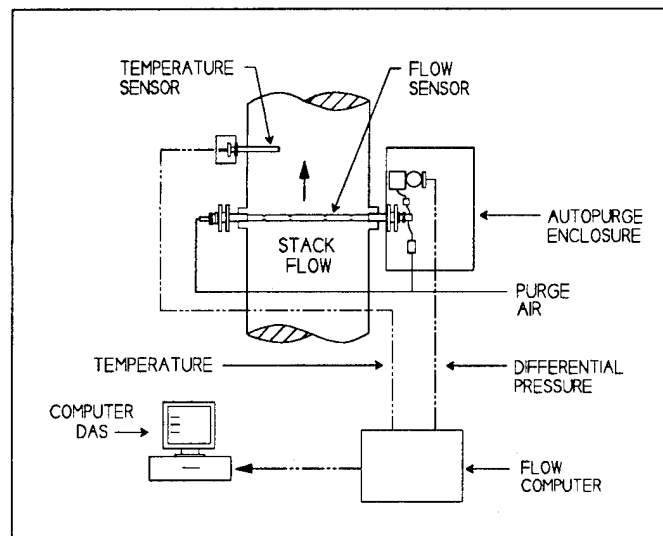 TEMPERATURE
SENSOR
FLOW
SENSOR
STACK
FLOW
AUTOPURGE
ENCLOSURE
PURGE
AIR
TEMPERATURE
DIFFERENTIAL
PRESSURE
COMPUTER
DAS
FLOW
COMPUTER